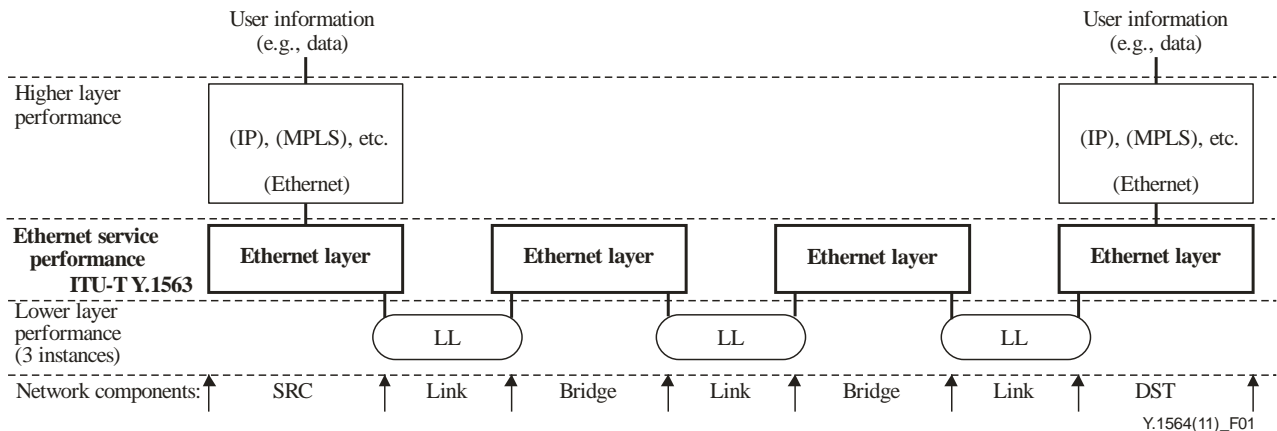 User information
(e.g., data)
User information
(e.g., data)
Higher layer
performance
(IP), (MPLS), etc.
(Ethernet)
(IP), (MPLS), etc.
(Ethernet)
Ethernet service
performance
ITU-T Y.1563
Ethernet layer
Ethernet layer
Ethernet layer
Ethernet layer
Lower layer
performance
(3 instances)
LL
LL
LL
Network components:
SRC
Link
Bridge
Link
Bridge
Link
DST
Y.1564(11)_F01